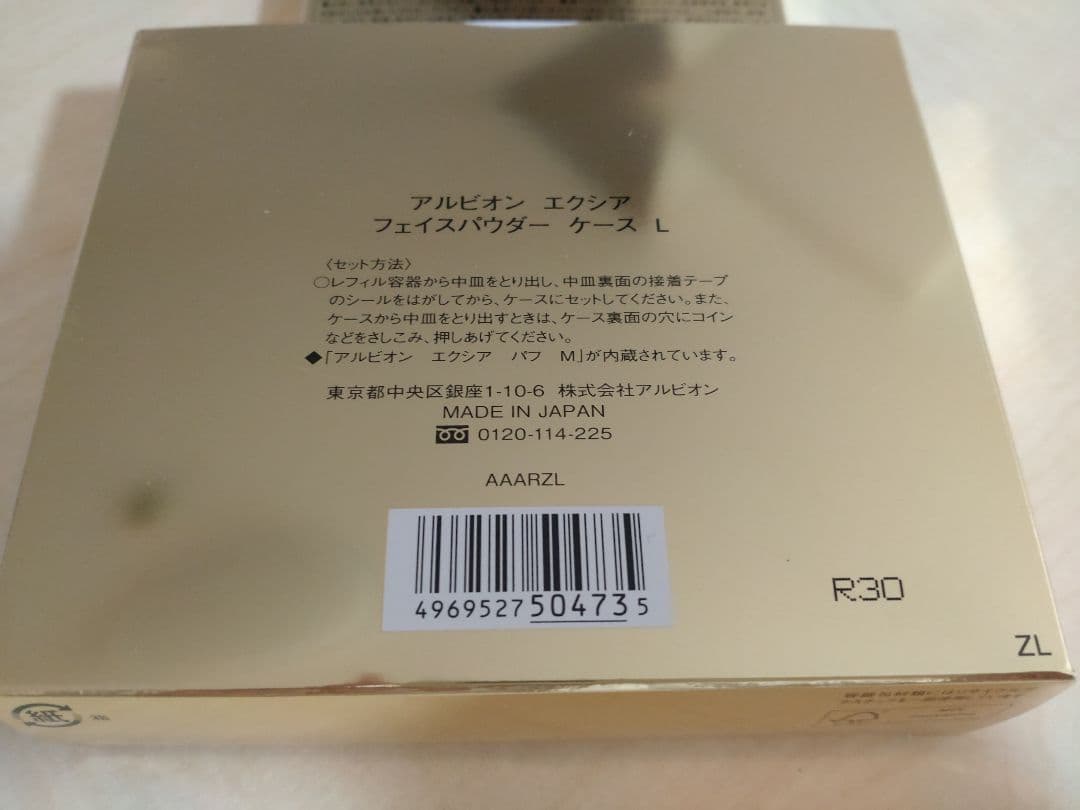 アルビオン エクシア
フェイスパウダー ケース L
〈セット方法〉
○レフィル容器から中皿をとり出し、中皿裏面の接着テープ
のシールをはがしてから、ケースにセットしてください。また、
ケースから中皿をとり出すときは、ケース裏面の穴にコイン
などをさしこみ、押しあげてください。
◆「アルビオン エクシア パフ M」が内蔵されています。
東京都中央区銀座1-10-6 株式会社アルビオン
MADE IN JAPAN
0120-114-225
AAARZL
4969527504735
R30
ZL
紙